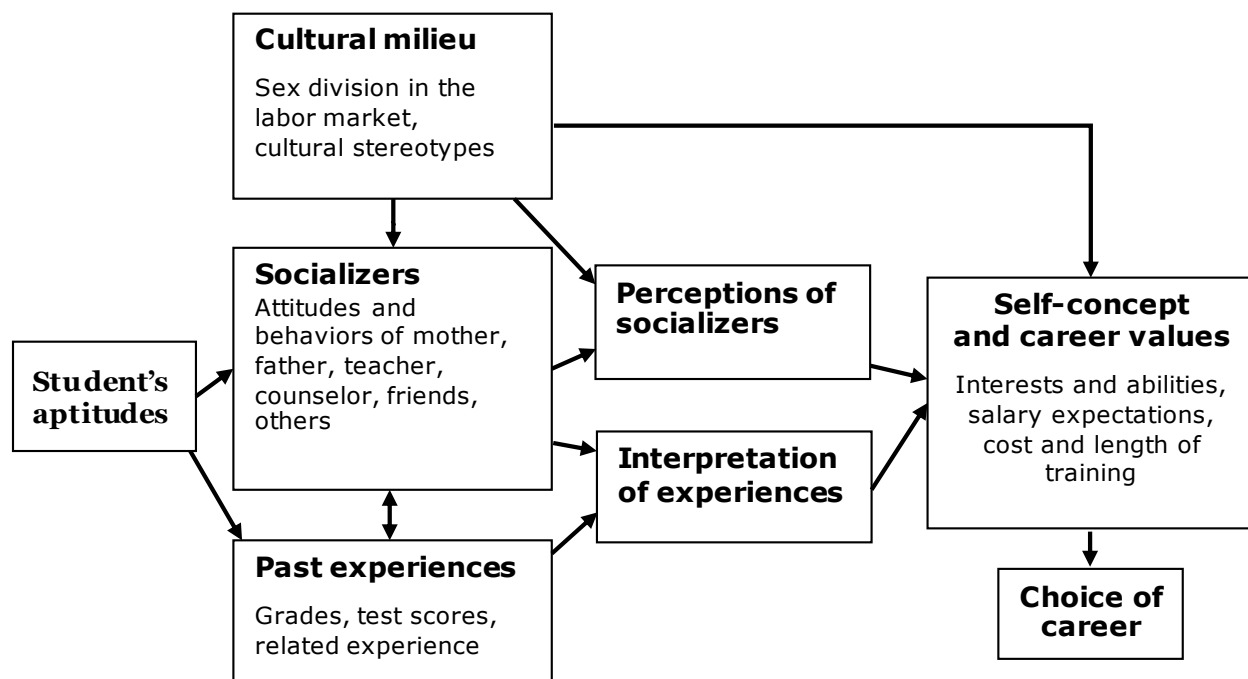 Cultural milieu
Sex division in the
labor market,
cultural stereotypes
Socializers
Attitudes and
behaviors of mother,
father, teacher,
counselor, friends,
others
Perceptions of
socializers
Self-concept
and career values
Interests and abilities,
salary expectations,
cost and length of
training
Student’s
aptitudes
Interpretation
of experiences
Past experiences
Grades, test scores,
related experience
Choice of
career